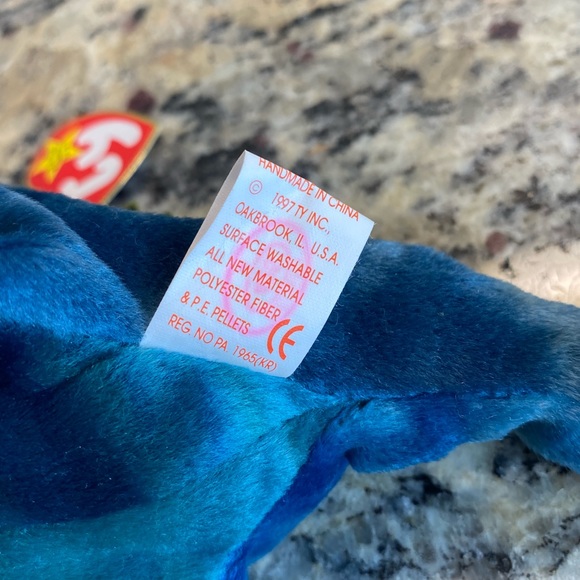 ty
HANDMADE IN CHINA
© 1997 TY INC.,
OAKBROOK, IL. U.S.A.
SURFACE WASHABLE
ALL NEW MATERIAL
POLYESTER FIBER
& P.E. PELLETS CE
REG. NO PA. 1965(KR)